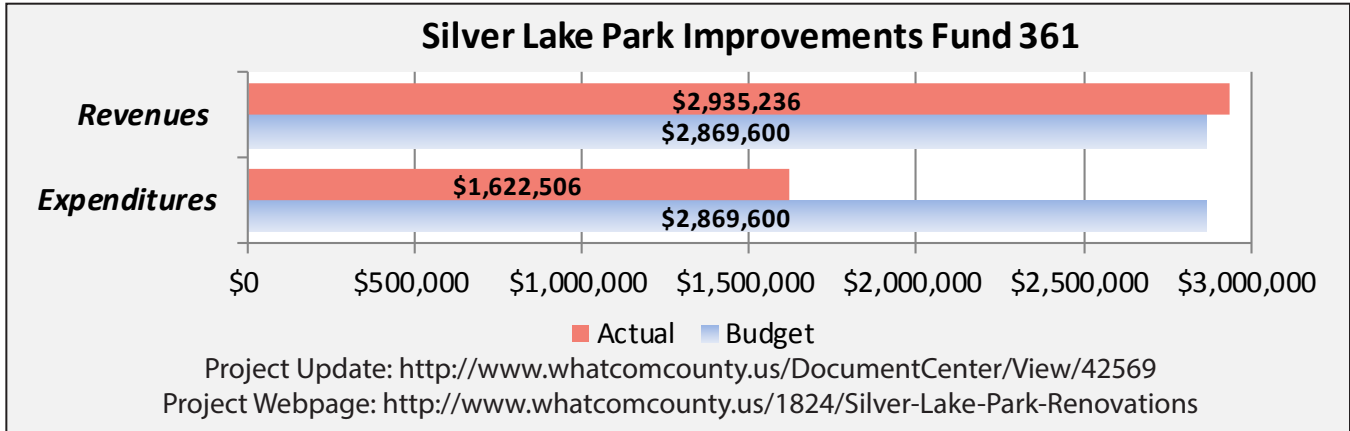 Silver Lake Park Improvements Fund 361
Revenues
$2,935,236
$2,869,600
Expenditures
$1,622,506
$2,869,600
$0 $500,000 $1,000,000 $1,500,000 $2,000,000 $2,500,000 $3,000,000
Actual Budget
Project Update: http://www.whatcomcounty.us/DocumentCenter/View/42569
Project Webpage: http://www.whatcomcounty.us/1824/Silver-Lake-Park-Renovations